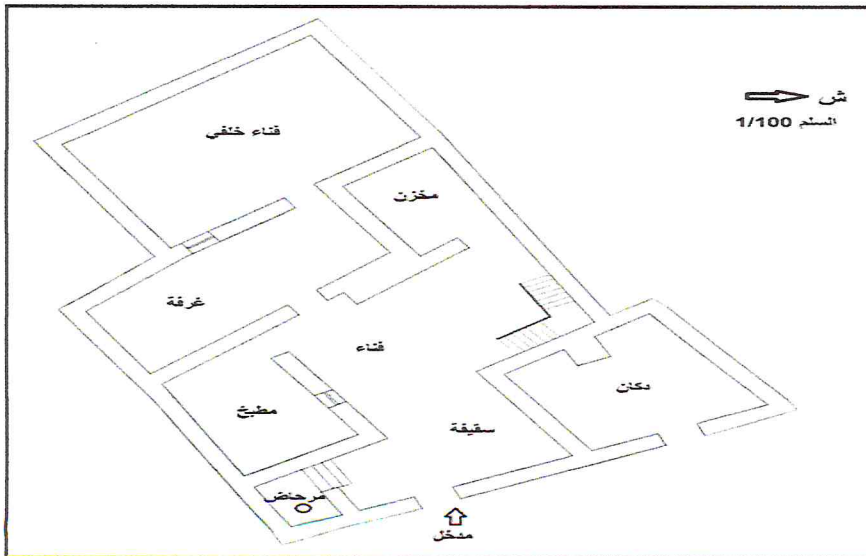 ش
السلم 1/100
فناء خلفي
مخزن
غرفة
فناء
دكان
مطبخ
سقيفة
مرحاض
مدخل